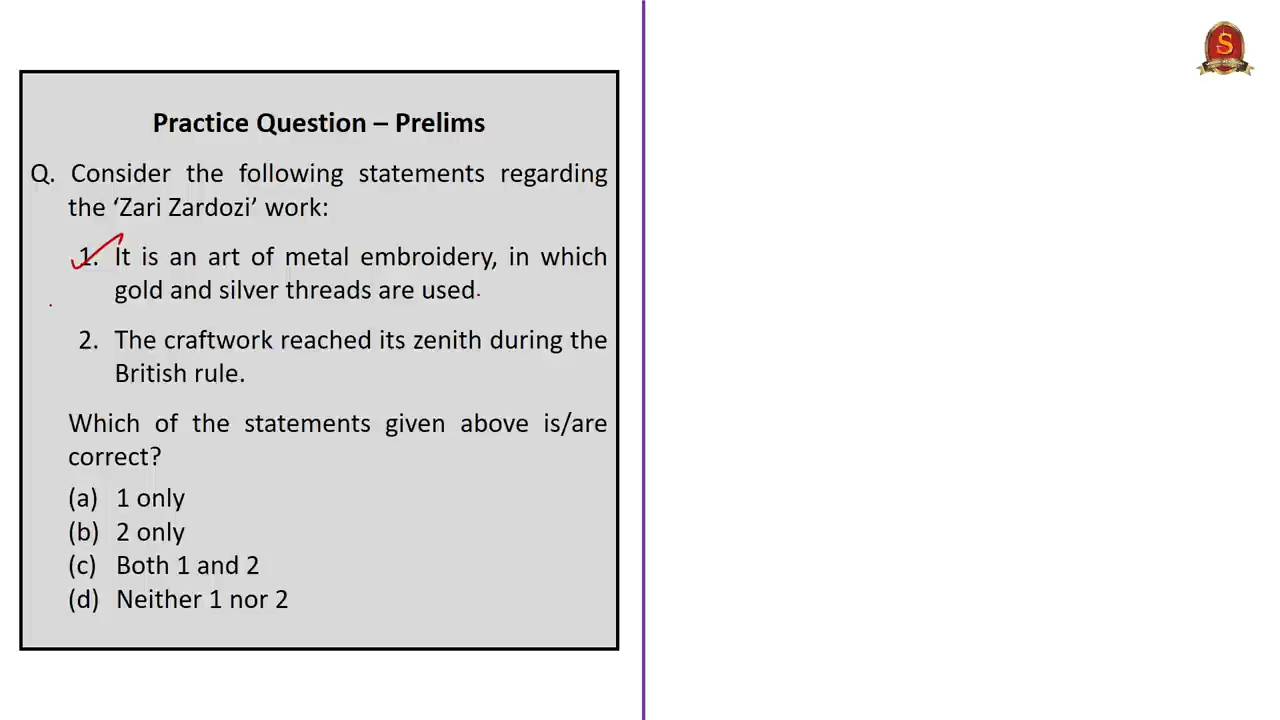 S
Practice Question – Prelims
Q. Consider the following statements regarding
the ‘Zari Zardozi’ work:
1. It is an art of metal embroidery, in which
gold and silver threads are used.
2. The craftwork reached its zenith during the
British rule.
Which of the statements given above is/are
correct?
(a) 1 only
(b) 2 only
(c) Both 1 and 2
(d) Neither 1 nor 2